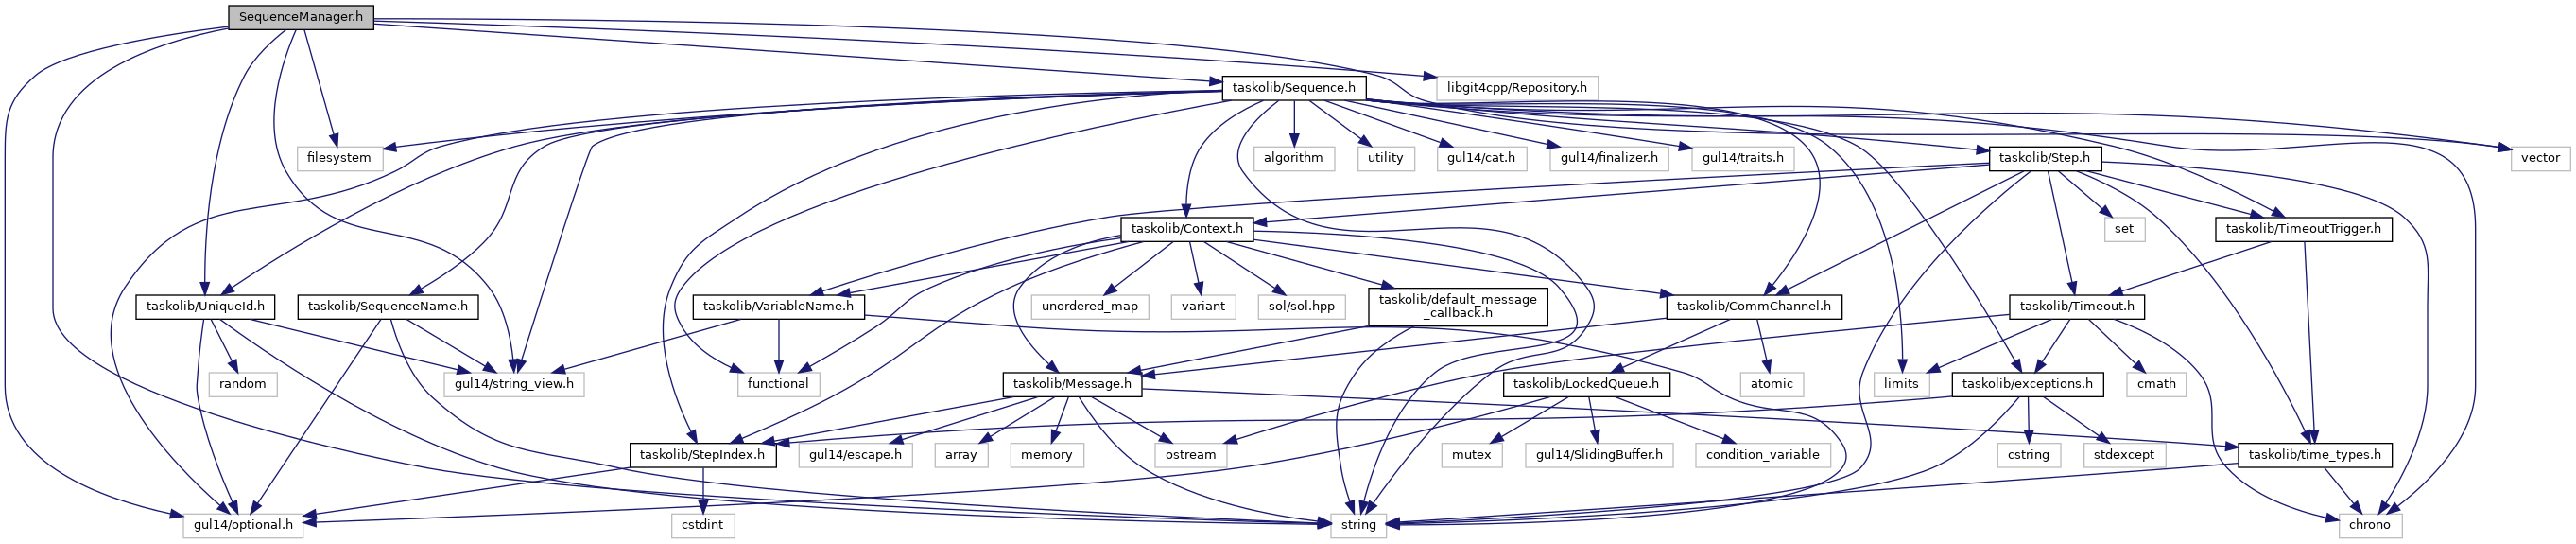 SequenceManager.h
taskolib/Sequence.h
libgit4cpp/Repository.h
filesystem
algorithm
utility
gul14/cat.h
gul14/finalizer.h
gul14/traits.h
taskolib/Step.h
vector
taskolib/Context.h
set
taskolib/TimeoutTrigger.h
taskolib/UniqueId.h
taskolib/SequenceName.h
taskolib/VariableName.h
unordered_map
variant
sol/sol.hpp
taskolib/default_message
_callback.h
taskolib/CommChannel.h
taskolib/Timeout.h
random
gul14/string_view.h
functional
taskolib/Message.h
taskolib/LockedQueue.h
atomic
limits
taskolib/exceptions.h
cmath
taskolib/StepIndex.h
gul14/escape.h
array
memory
ostream
mutex
gul14/SlidingBuffer.h
condition_variable
cstring
stdexcept
taskolib/time_types.h
gul14/optional.h
cstdint
string
chrono